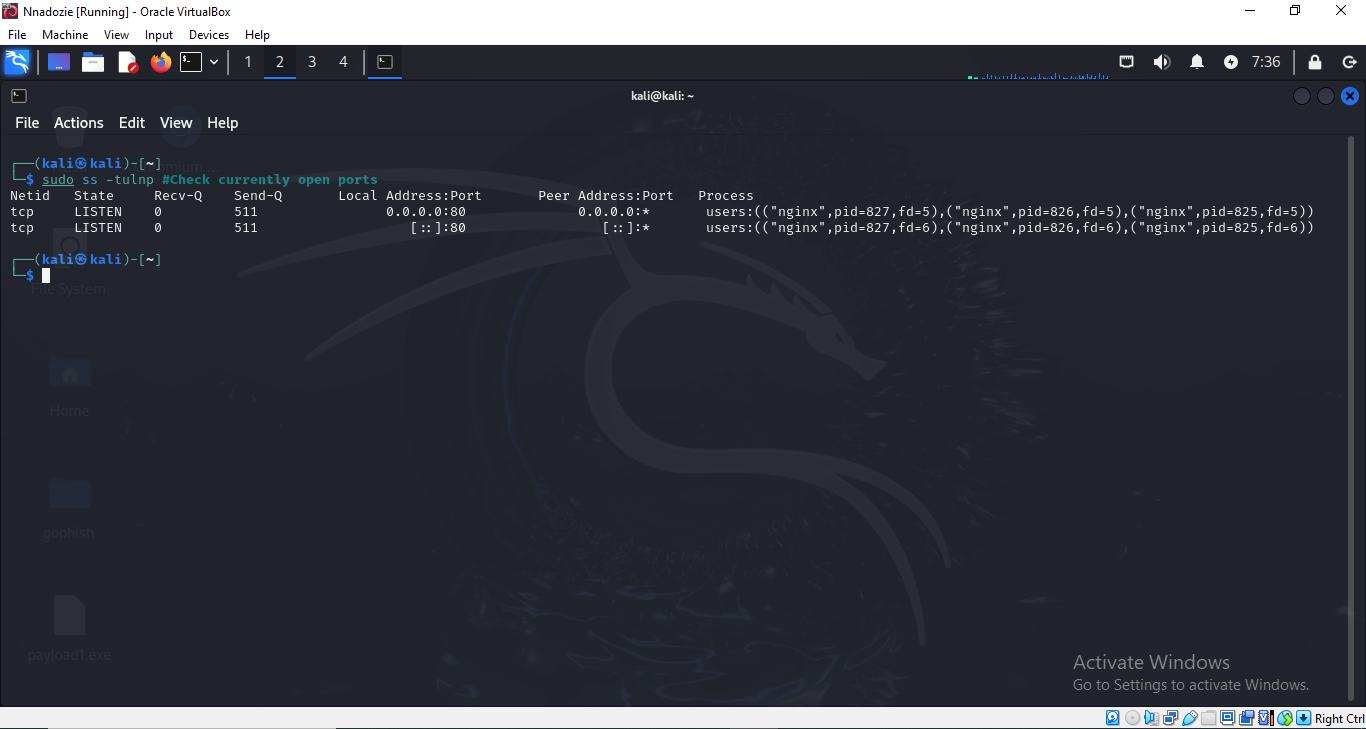 Nnadozie [Running] - Oracle VirtualBox
File Machine View Input Devices Help
1 2 3 4 7:36
kali@kali: ~
File Actions Edit View Help
┌──(kali㉿kali)-[~]
└─$ sudo ss -tulnp #Check currently open ports
Netid State Recv-Q Send-Q Local Address:Port Peer Address:Port Process
tcp LISTEN 0 511 0.0.0.0:80 0.0.0.0:* users:(("nginx",pid=827,fd=5),("nginx",pid=826,fd=5),("nginx",pid=825,fd=5))
tcp LISTEN 0 511 [::]:80 [::]:* users:(("nginx",pid=827,fd=6),("nginx",pid=826,fd=6),("nginx",pid=825,fd=6))
┌──(kali㉿kali)-[~]
└─$
File System
Home
gophish
payload1.exe
Activate Windows
Go to Settings to activate Windows.
Right Ctrl